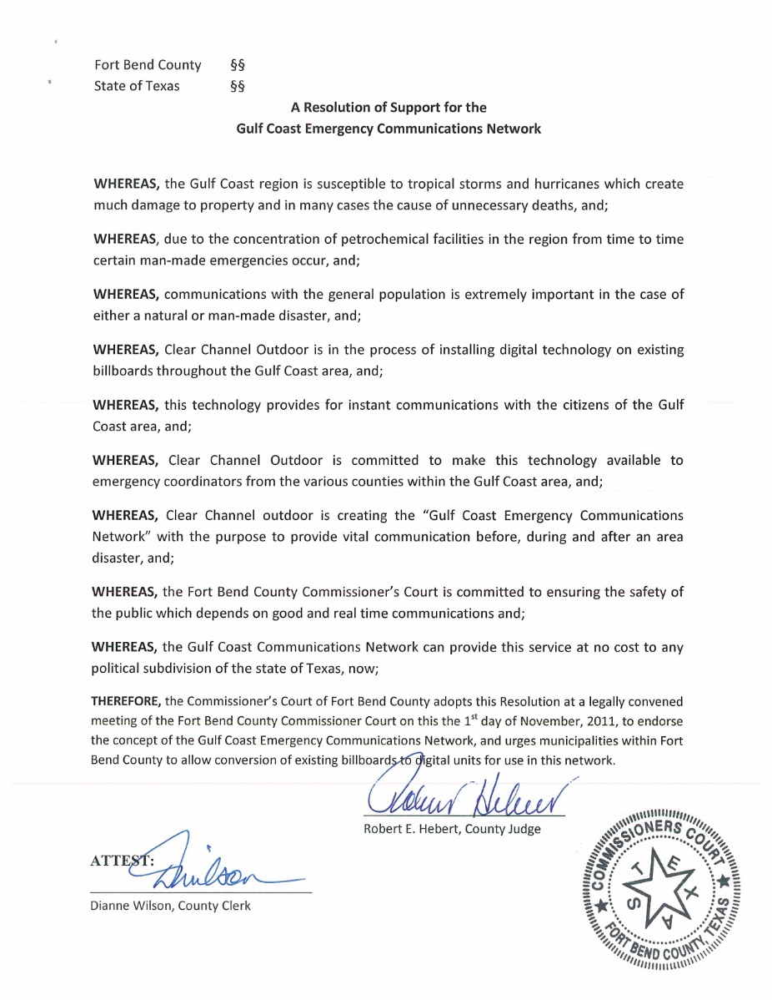 Fort Bend County §§
State of Texas §§
A Resolution of Support for the
Gulf Coast Emergency Communications Network
WHEREAS, the Gulf Coast region is susceptible to tropical storms and hurricanes which create
much damage to property and in many cases the cause of unnecessary deaths, and;
WHEREAS, due to the concentration of petrochemical facilities in the region from time to time
certain man-made emergencies occur, and;
WHEREAS, communications with the general population is extremely important in the case of
either a natural or man-made disaster, and;
WHEREAS, Clear Channel Outdoor is in the process of installing digital technology on existing
billboards throughout the Gulf Coast area, and;
WHEREAS, this technology provides for instant communications with the citizens of the Gulf
Coast area, and;
WHEREAS, Clear Channel Outdoor is committed to make this technology available to
emergency coordinators from the various counties within the Gulf Coast area, and;
WHEREAS, Clear Channel outdoor is creating the “Gulf Coast Emergency Communications
Network” with the purpose to provide vital communication before, during and after an area
disaster, and;
WHEREAS, the Fort Bend County Commissioner’s Court is committed to ensuring the safety of
the public which depends on good and real time communications and;
WHEREAS, the Gulf Coast Communications Network can provide this service at no cost to any
political subdivision of the state of Texas, now;
THEREFORE, the Commissioner’s Court of Fort Bend County adopts this Resolution at a legally convened
meeting of the Fort Bend County Commissioner Court on this the 1st day of November, 2011, to endorse
the concept of the Gulf Coast Emergency Communications Network, and urges municipalities within Fort
Bend County to allow conversion of existing billboards to digital units for use in this network.
Robert Hebert
Robert E. Hebert, County Judge
ATTEST:
DWilson
Dianne Wilson, County Clerk
COMMISSIONERS COURT
TEXAS
FORT BEND COUNTY, TEXAS